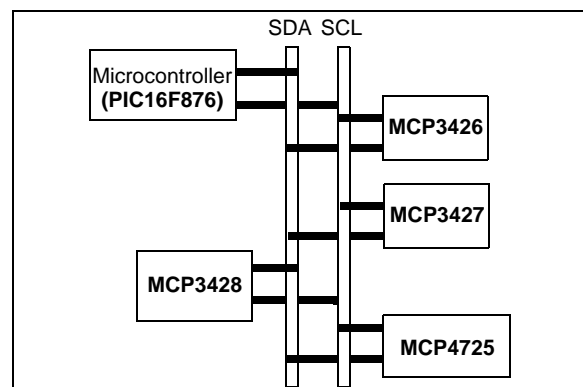 SDA SCL
Microcontroller
(PIC16F876)
MCP3426
MCP3427
MCP3428
MCP4725